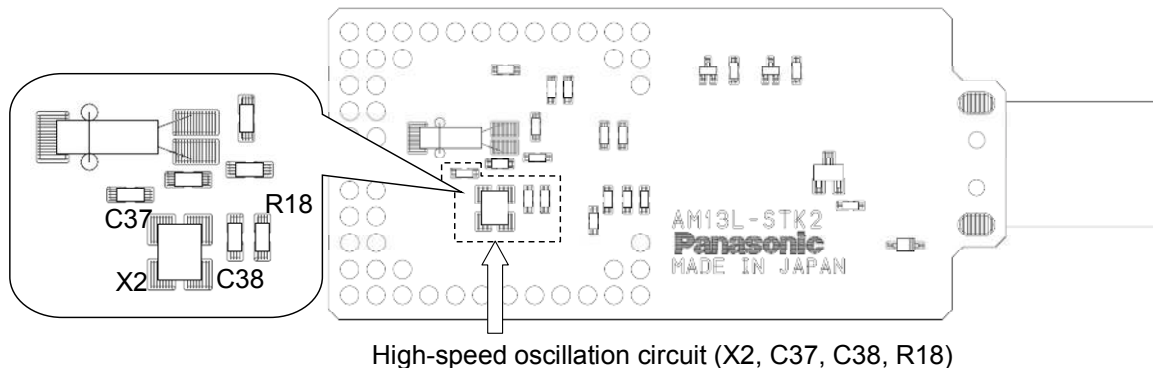 C37
R18
X2
C38
AM13L-STK2
Panasonic
MADE IN JAPAN
High-speed oscillation circuit (X2, C37, C38, R18)